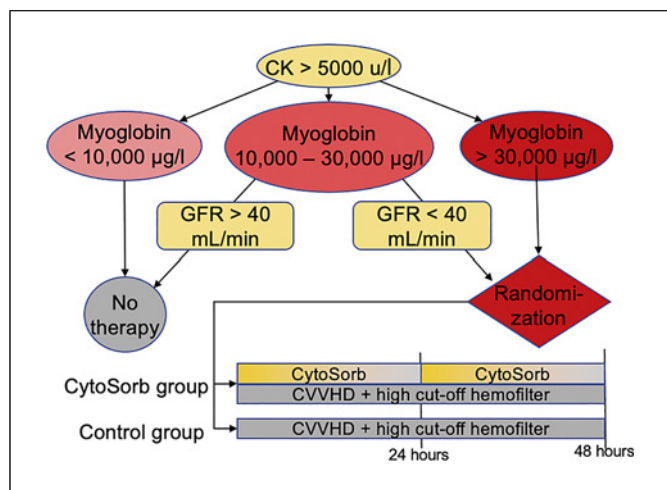 CK > 5000 u/l
Myoglobin
< 10,000 µg/l
Myoglobin
10,000 – 30,000 µg/l
Myoglobin
> 30,000 µg/l
GFR > 40
mL/min
GFR < 40
mL/min
No
therapy
Randomi-
zation
CytoSorb group
CytoSorb
CytoSorb
CVVHD + high cut-off hemofilter
Control group
CVVHD + high cut-off hemofilter
24 hours
48 hours